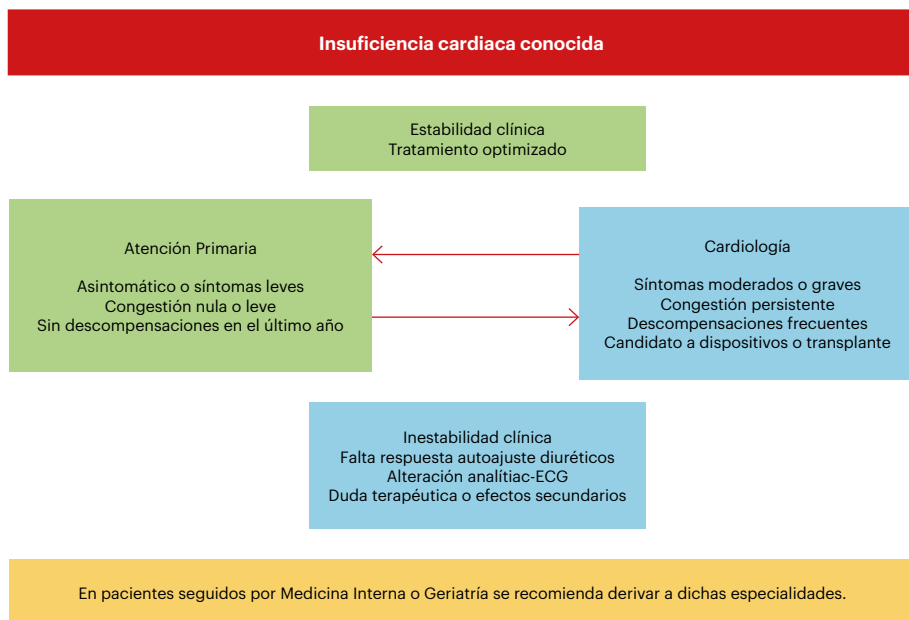 Insuficiencia cardiaca conocida
Estabilidad clínica
Tratamiento optimizado
Atención Primaria
Asintomático o síntomas leves
Congestión nula o leve
Sin descompensaciones en el último año
Cardiología
Síntomas moderados o graves
Congestión persistente
Descompensaciones frecuentes
Candidato a dispositivos o transplante
Inestabilidad clínica
Falta respuesta autoajuste diuréticos
Alteración analítiac-ECG
Duda terapéutica o efectos secundarios
En pacientes seguidos por Medicina Interna o Geriatría se recomienda derivar a dichas especialidades.